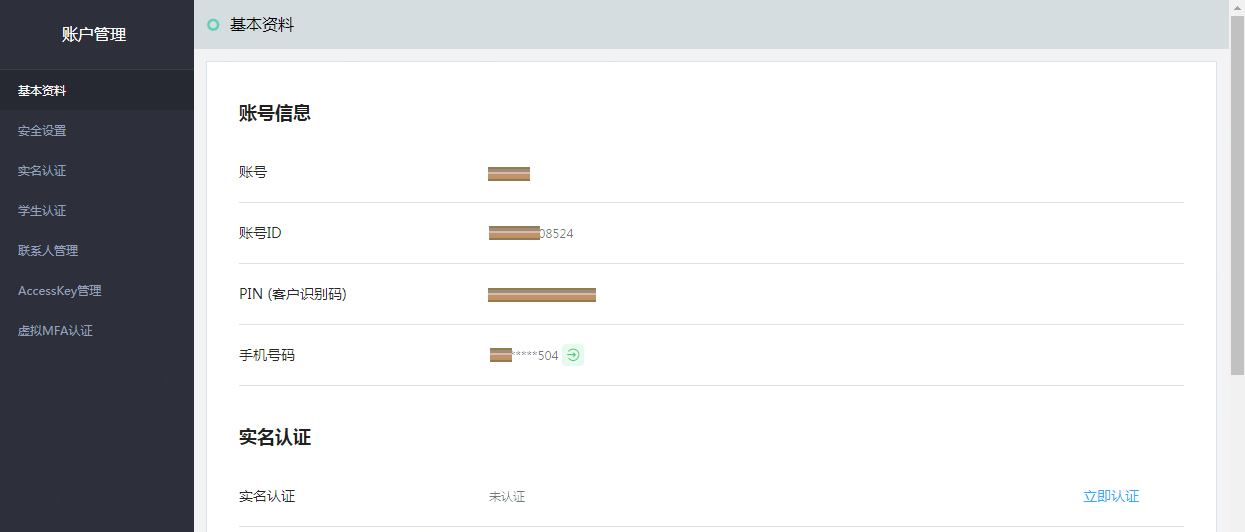 账户管理
基本资料
安全设置
实名认证
学生认证
联系人管理
AccessKey管理
虚拟MFA认证
基本资料
账号信息
账号
账号ID 08524
PIN (客户识别码)
手机号码 *****504
实名认证
实名认证 未认证 立即认证